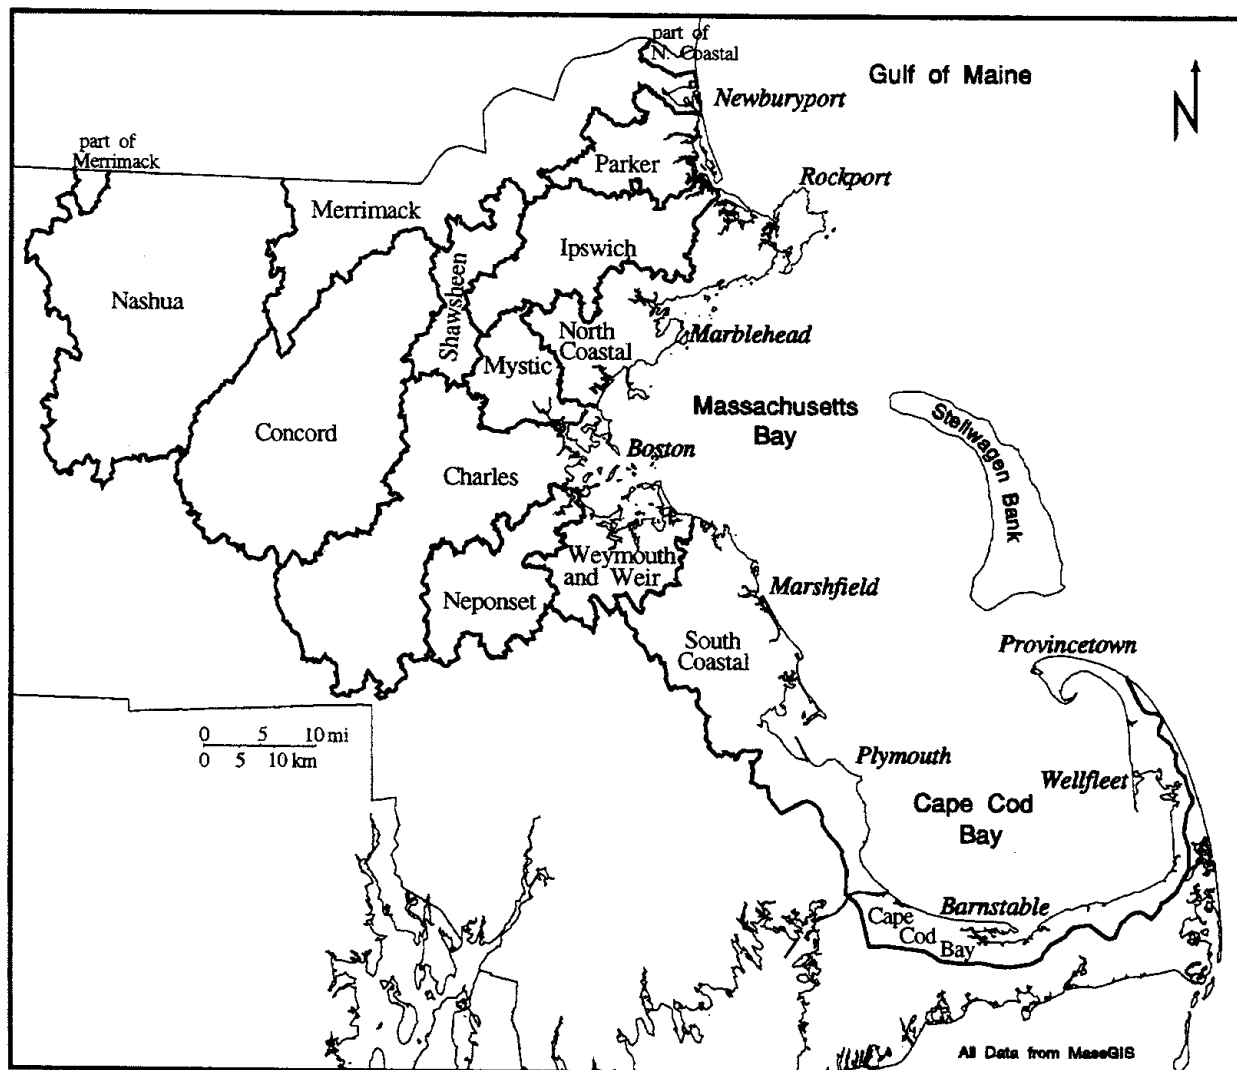 part of
N. Coastal
Gulf of Maine
N
Newburyport
part of
Merrimack
Parker
Rockport
Merrimack
Ipswich
Nashua
Shawsheen
North
Coastal
Marblehead
Mystic
Massachusetts
Bay
Stellwagen Bank
Concord
Boston
Charles
Weymouth
and Weir
Marshfield
Neponset
South
Coastal
Provincetown
0 5 10 mi
0 5 10 km
Plymouth
Wellfleet
Cape Cod
Bay
Barnstable
Cape
Cod
Bay
All Data from MassGIS